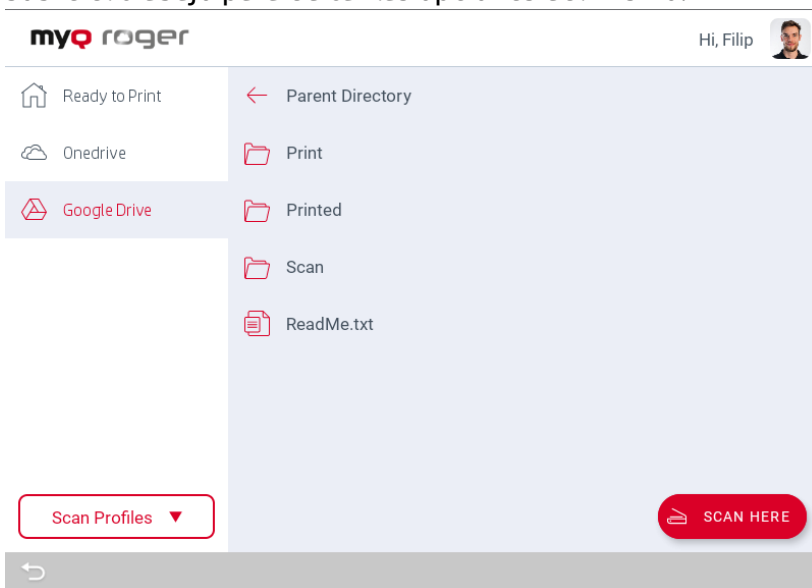 myq roger
Hi, Filip
Ready to Print
Onedrive
Google Drive
Parent Directory
Print
Printed
Scan
ReadMe.txt
Scan Profiles
SCAN HERE